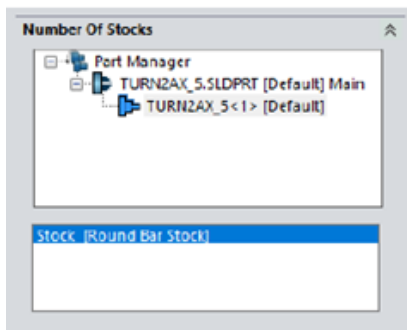 Number Of Stocks
Part Manager
TURN2AX_5.SLDPRT [Default] Main
TURN2AX_5<1> [Default]
Stock [Round Bar Stock]